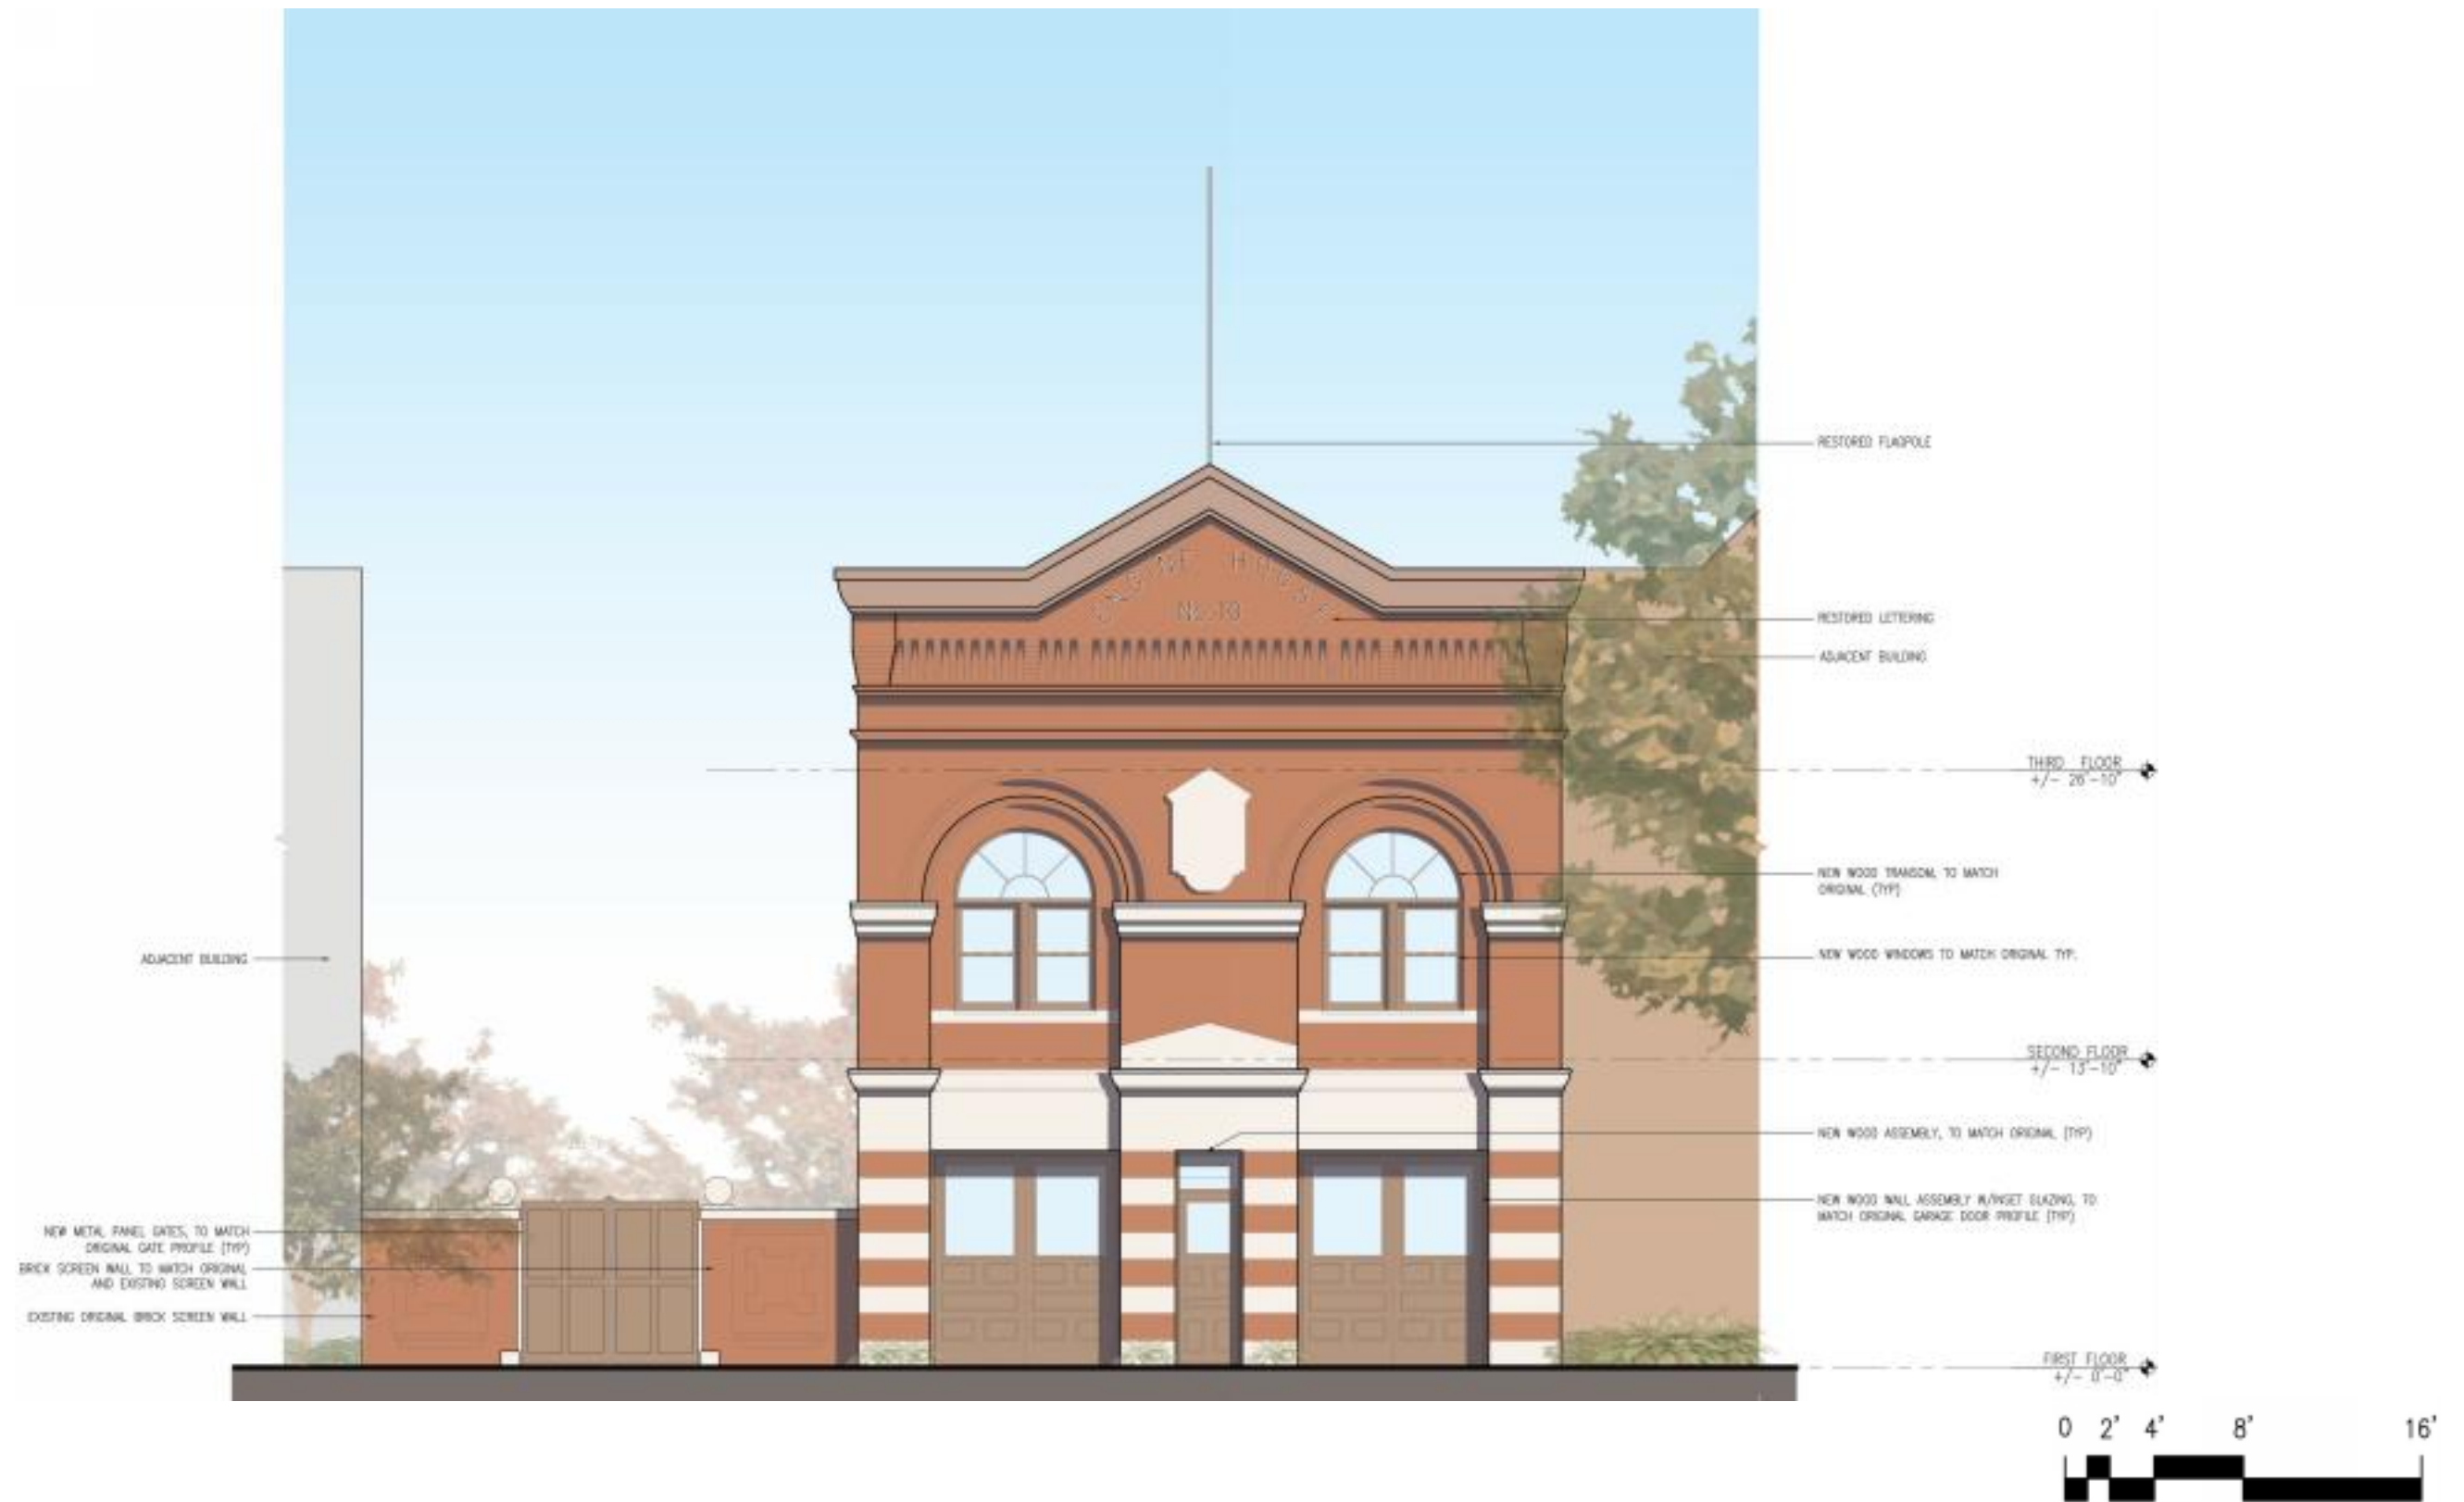 RESTORED FLAGPOLE
ENGINE HOUSE
No. 18
RESTORED LETTERING
ADJACENT BUILDING
THIRD FLOOR
+/- 26'-10"
NEW WOOD TRANSOM, TO MATCH
ORIGINAL (TYP)
NEW WOOD WINDOWS TO MATCH ORIGINAL TYP.
ADJACENT BUILDING
SECOND FLOOR
+/- 13'-10"
NEW WOOD ASSEMBLY, TO MATCH ORIGINAL (TYP)
NEW WOOD WALL ASSEMBLY W/INSET GLAZING, TO
MATCH ORIGINAL GARAGE DOOR PROFILE (TYP)
NEW METAL PANEL GATES, TO MATCH
ORIGINAL GATE PROFILE (TYP)
BRICK SCREEN WALL TO MATCH ORIGINAL
AND EXISTING SCREEN WALL
EXISTING ORIGINAL BRICK SCREEN WALL
FIRST FLOOR
+/- 0'-0"
0 2' 4' 8' 16'